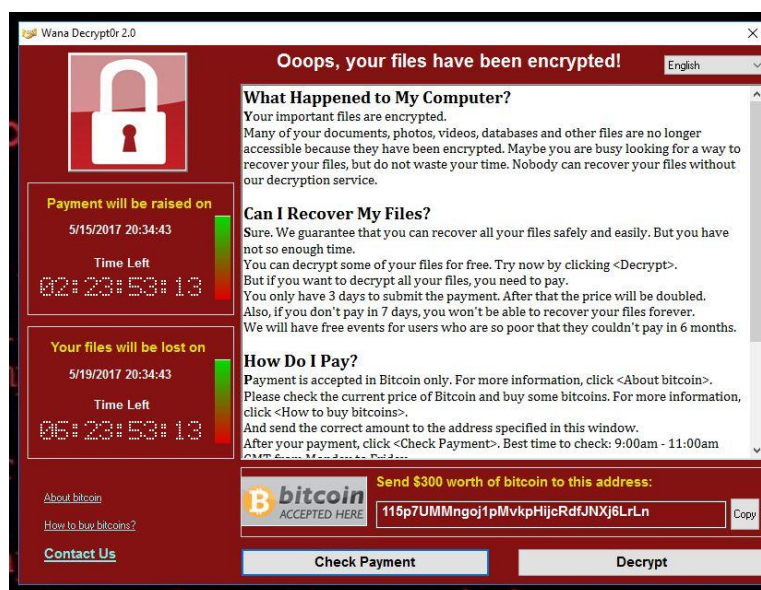 Wana Decrypt0r 2.0
Ooops, your files have been encrypted!
English
What Happened to My Computer?
Your important files are encrypted.
Many of your documents, photos, videos, databases and other files are no longer
accessible because they have been encrypted. Maybe you are busy looking for a way to
recover your files, but do not waste your time. Nobody can recover your files without
our decryption service.
Can I Recover My Files?
Sure. We guarantee that you can recover all your files safely and easily. But you have
not so enough time.
You can decrypt some of your files for free. Try now by clicking <Decrypt>.
But if you want to decrypt all your files, you need to pay.
You only have 3 days to submit the payment. After that the price will be doubled.
Also, if you don't pay in 7 days, you won't be able to recover your files forever.
We will have free events for users who are so poor that they couldn't pay in 6 months.
How Do I Pay?
Payment is accepted in Bitcoin only. For more information, click <About bitcoin>.
Please check the current price of Bitcoin and buy some bitcoins. For more information,
click <How to buy bitcoins>.
And send the correct amount to the address specified in this window.
After your payment, click <Check Payment>. Best time to check: 9:00am - 11:00am
GMT from Monday to Friday.
Payment will be raised on
5/15/2017 20:34:43
Time Left
02:23:53:13
Your files will be lost on
5/19/2017 20:34:43
Time Left
06:23:53:13
About bitcoin
How to buy bitcoins?
Contact Us
bitcoin
ACCEPTED HERE
Send $300 worth of bitcoin to this address:
115p7UMMngoj1pMvkpHijcRdfJNXj6LrLn
Copy
Check Payment
Decrypt